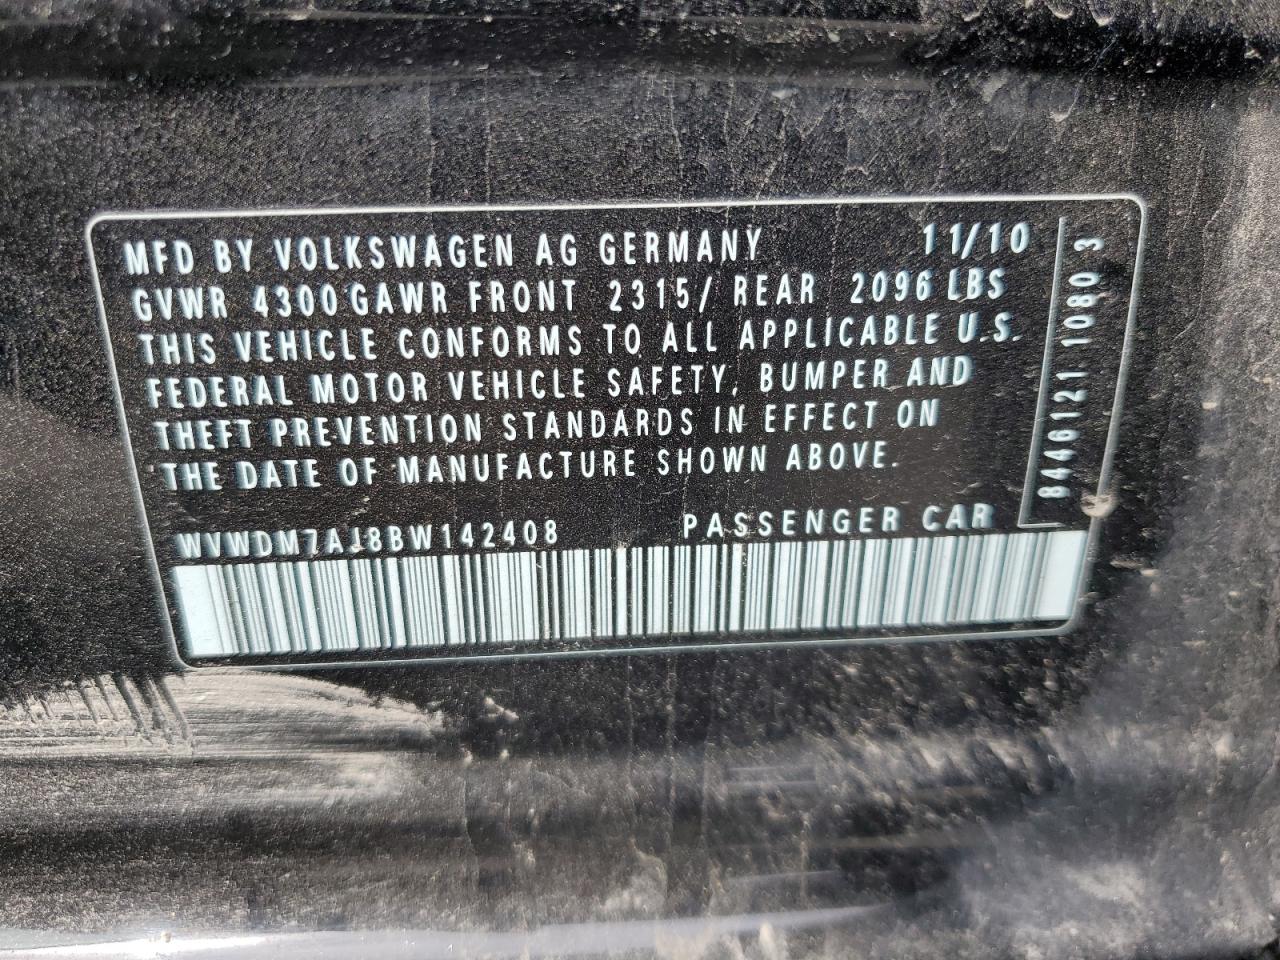 MFD BY VOLKSWAGEN AG GERMANY 11/10
GVWR 4300 GAWR FRONT 2315/ REAR 2096 LBS
THIS VEHICLE CONFORMS TO ALL APPLICABLE U.S.
FEDERAL MOTOR VEHICLE SAFETY, BUMPER AND
THEFT PREVENTION STANDARDS IN EFFECT ON
THE DATE OF MANUFACTURE SHOWN ABOVE.
WVWDM7AJ8BW142408 PASSENGER CAR
8446121 1080 3